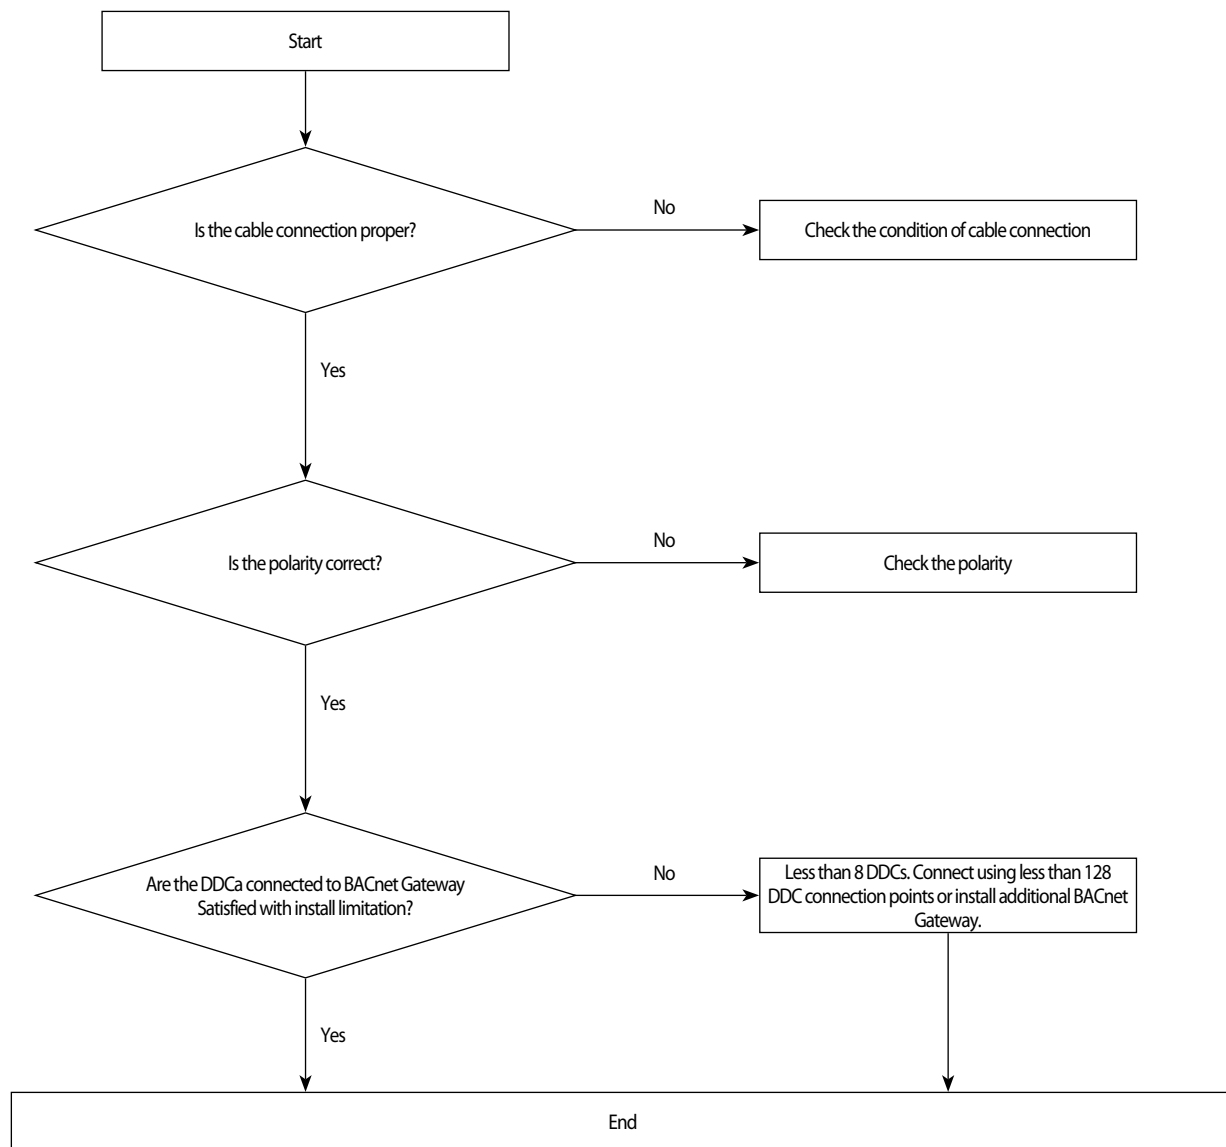 Start
Is the cable connection proper?
No
Check the condition of cable connection
Yes
Is the polarity correct?
No
Check the polarity
Yes
Are the DDCa connected to BACnet Gateway
Satisfied with install limitation?
No
Less than 8 DDCs. Connect using less than 128
DDC connection points or install additional BACnet
Gateway.
Yes
End